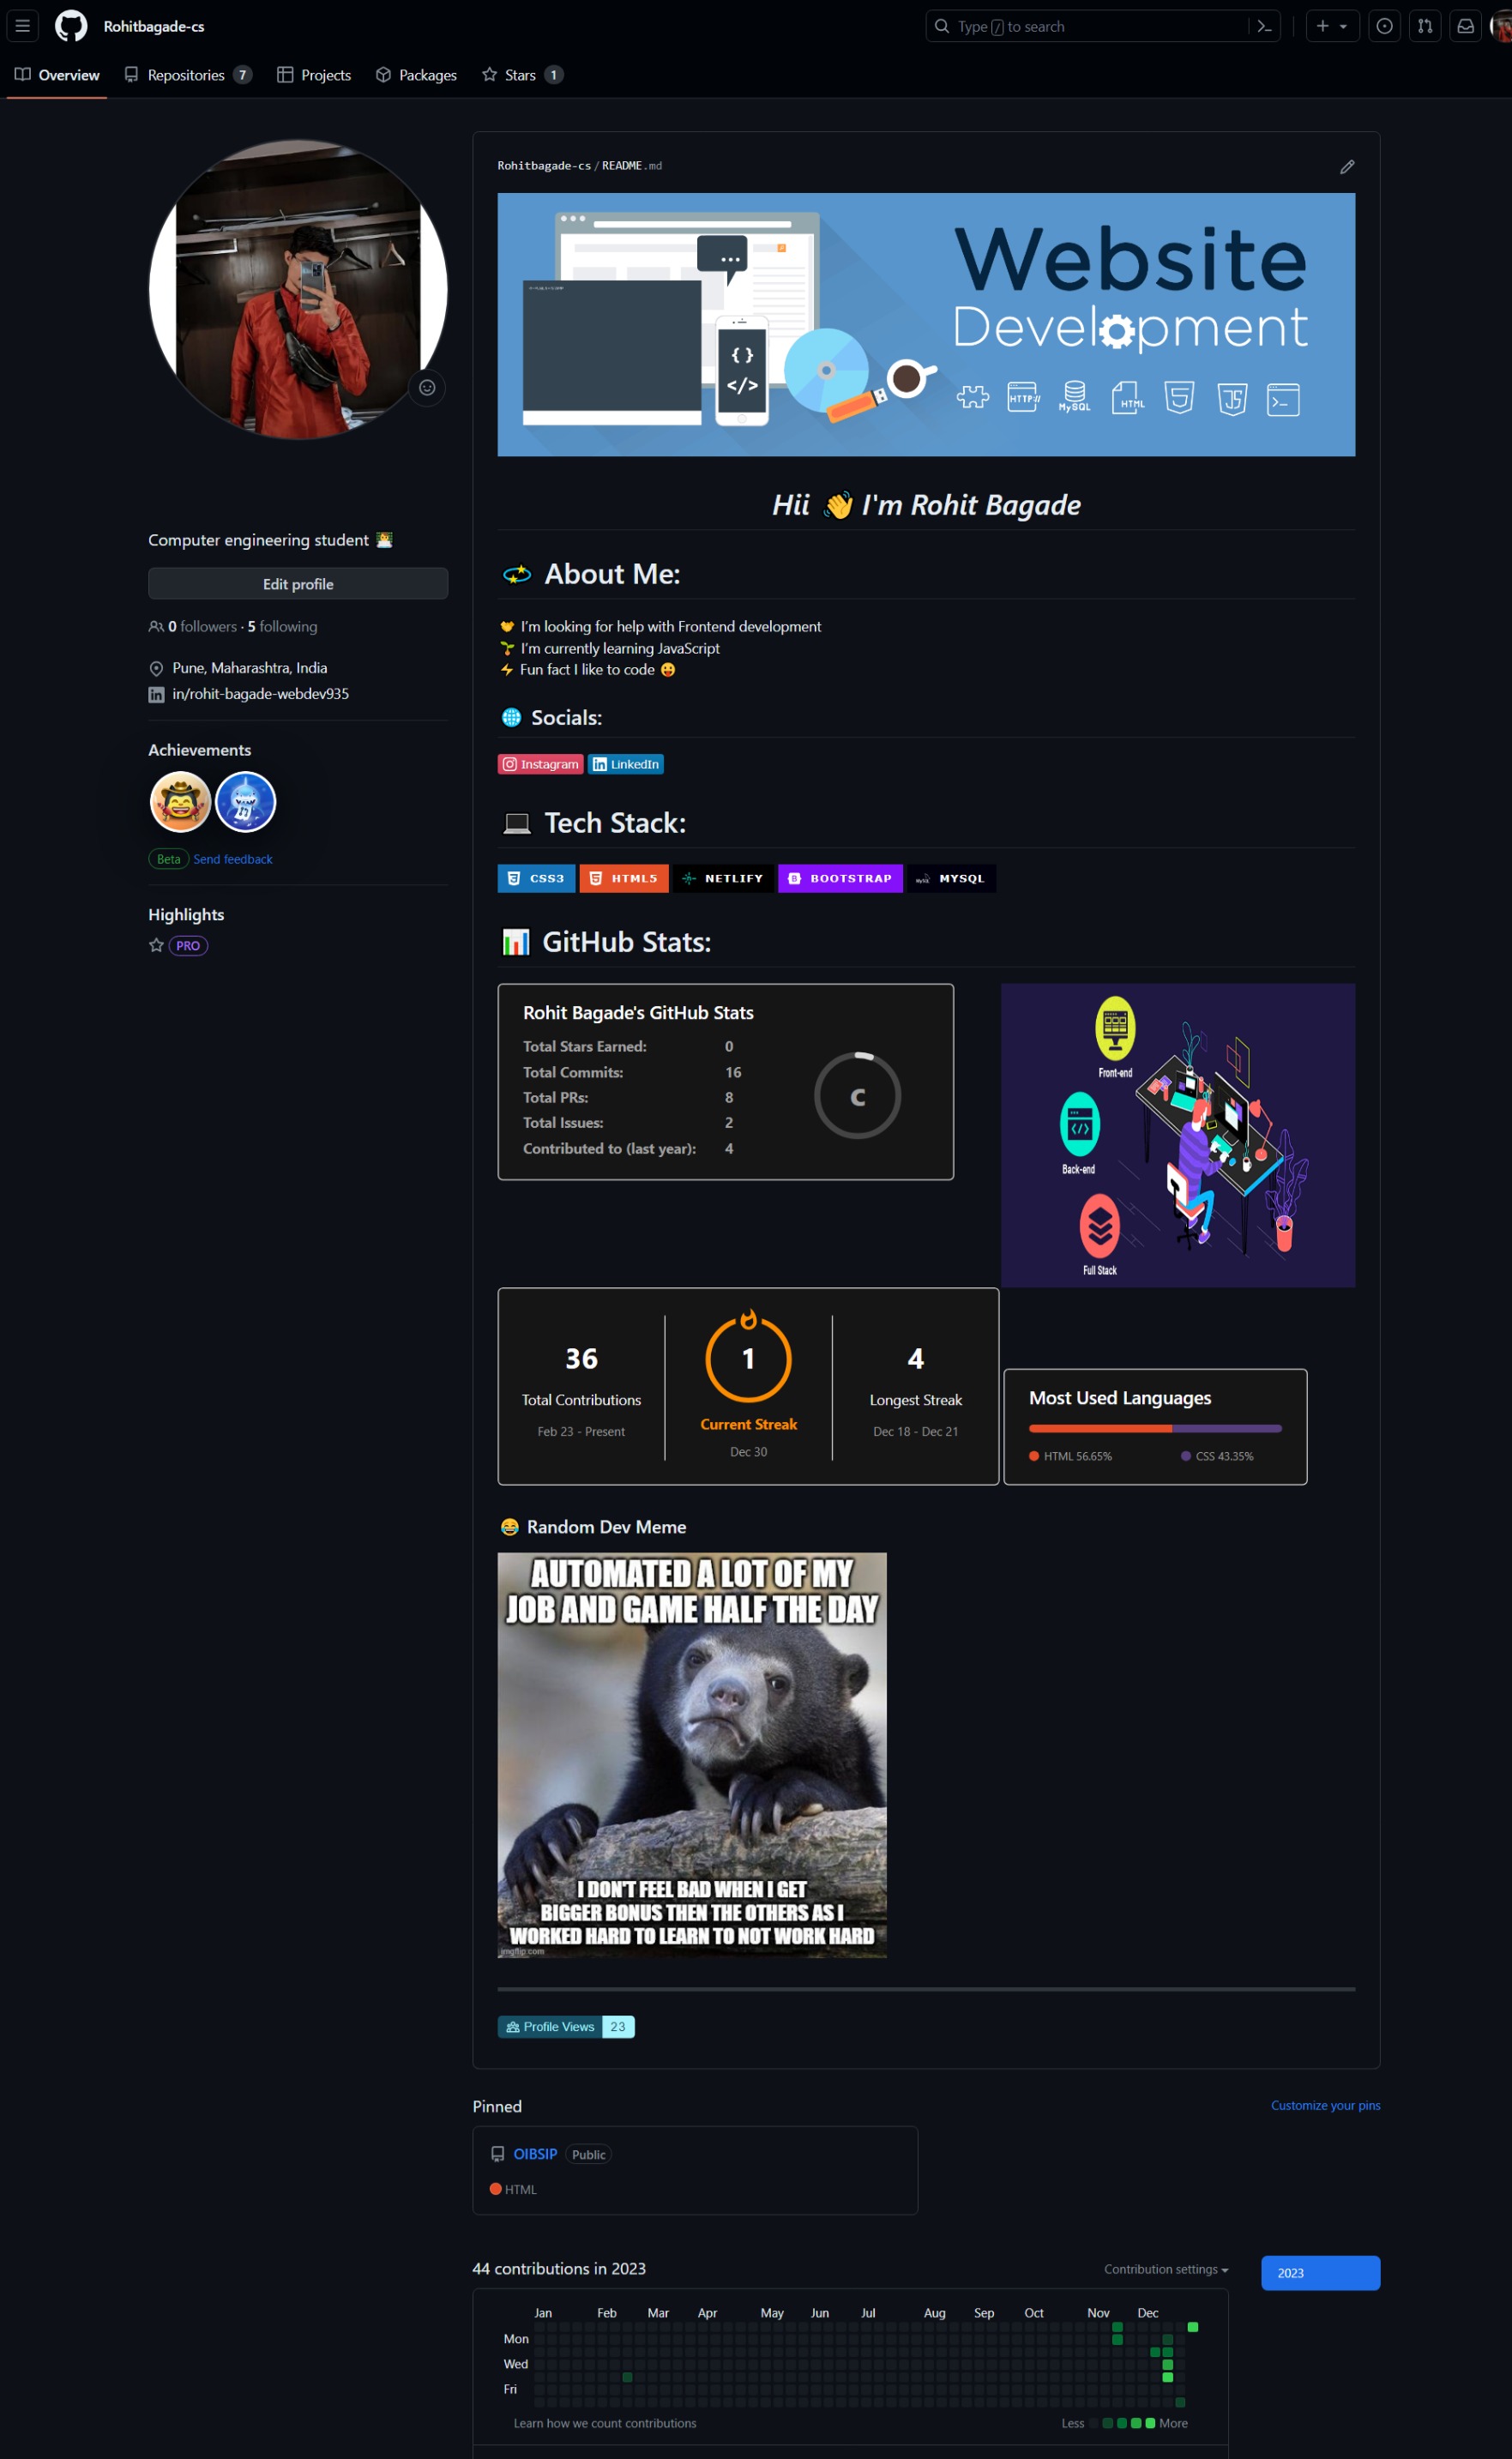 Rohitbagade-cs
Type / to search
Overview
Repositories 7
Projects
Packages
Stars 1
Computer engineering student
Edit profile
0 followers · 5 following
Pune, Maharashtra, India
in/rohit-bagade-webdev935
Achievements
Beta Send feedback
Highlights
PRO
Rohitbagade-cs / README.md
Website
Development
{ }
</>
HTTP://
MySQL
HTML
Hii 👋 I'm Rohit Bagade
💫 About Me:
🤝 I'm looking for help with Frontend development
🌱 I'm currently learning JavaScript
⚡ Fun fact I like to code 😛
🌐 Socials:
Instagram LinkedIn
💻 Tech Stack:
CSS3 HTML5 NETLIFY BOOTSTRAP MYSQL
📊 GitHub Stats:
Rohit Bagade's GitHub Stats
Total Stars Earned: 0
Total Commits: 16
Total PRs: 8
Total Issues: 2
Contributed to (last year): 4
C
Front-end
Back-end
Full Stack
36
Total Contributions
Feb 23 - Present
1
Current Streak
Dec 30
4
Longest Streak
Dec 18 - Dec 21
Most Used Languages
HTML 56.65% CSS 43.35%
😂 Random Dev Meme
AUTOMATED A LOT OF MY
JOB AND GAME HALF THE DAY
I DON'T FEEL BAD WHEN I GET
BIGGER BONUS THEN THE OTHERS AS I
WORKED HARD TO LEARN TO NOT WORK HARD
imgflip.com
Profile Views 23
Pinned
Customize your pins
OIBSIP Public
HTML
44 contributions in 2023
Contribution settings
2023
Jan Feb Mar Apr May Jun Jul Aug Sep Oct Nov Dec
Mon
Wed
Fri
Learn how we count contributions
Less More